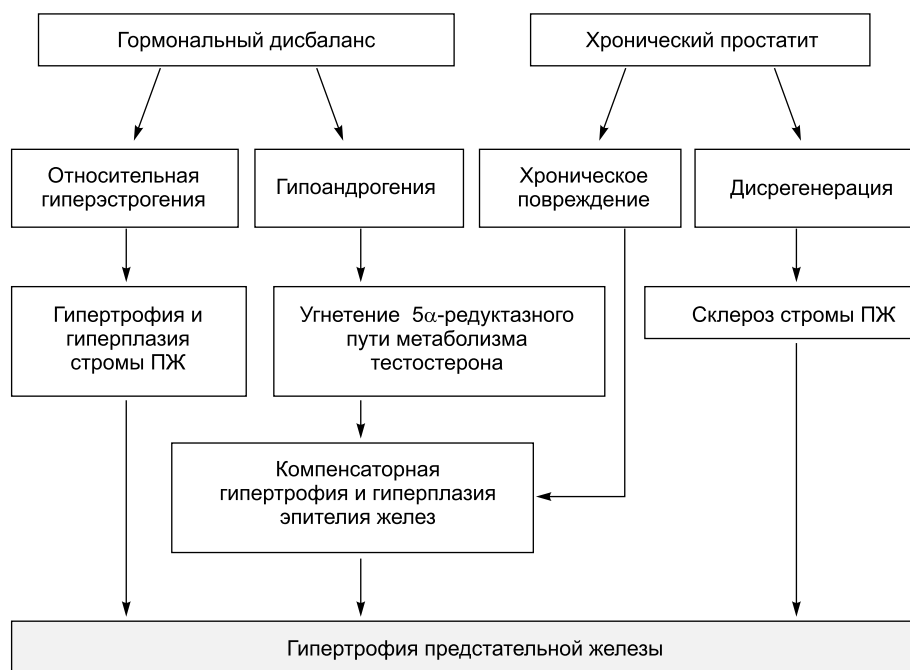 Гормональный дисбаланс
Хронический простатит
Относительная
гиперэстрогения
Гипоандрогения
Хроническое
повреждение
Дисрегенерация
Гипертрофия и
гиперплазия
стромы ПЖ
Угнетение 5α-редуктазного
пути метаболизма
тестостерона
Склероз стромы ПЖ
Компенсаторная
гипертрофия и гиперплазия
эпителия желез
Гипертрофия предстательной железы